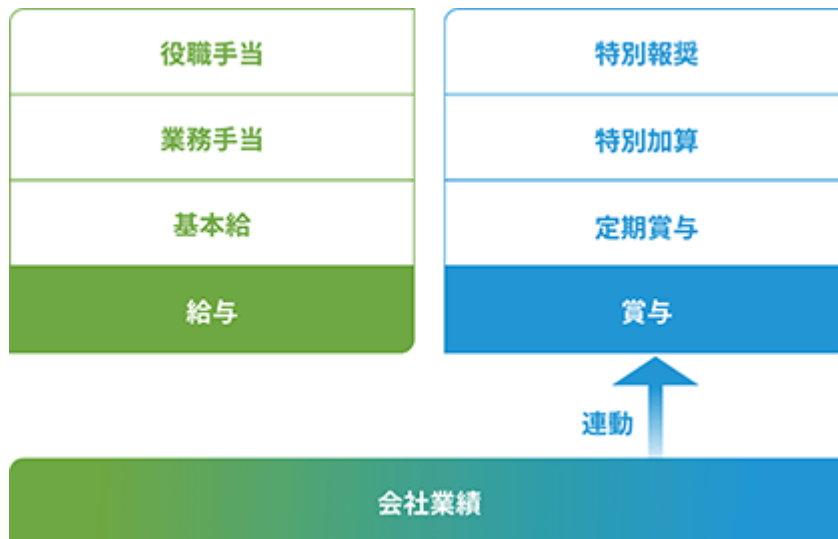 役職手当
業務手当
基本給
給与
特別報奨
特別加算
定期賞与
賞与
連動
会社業績